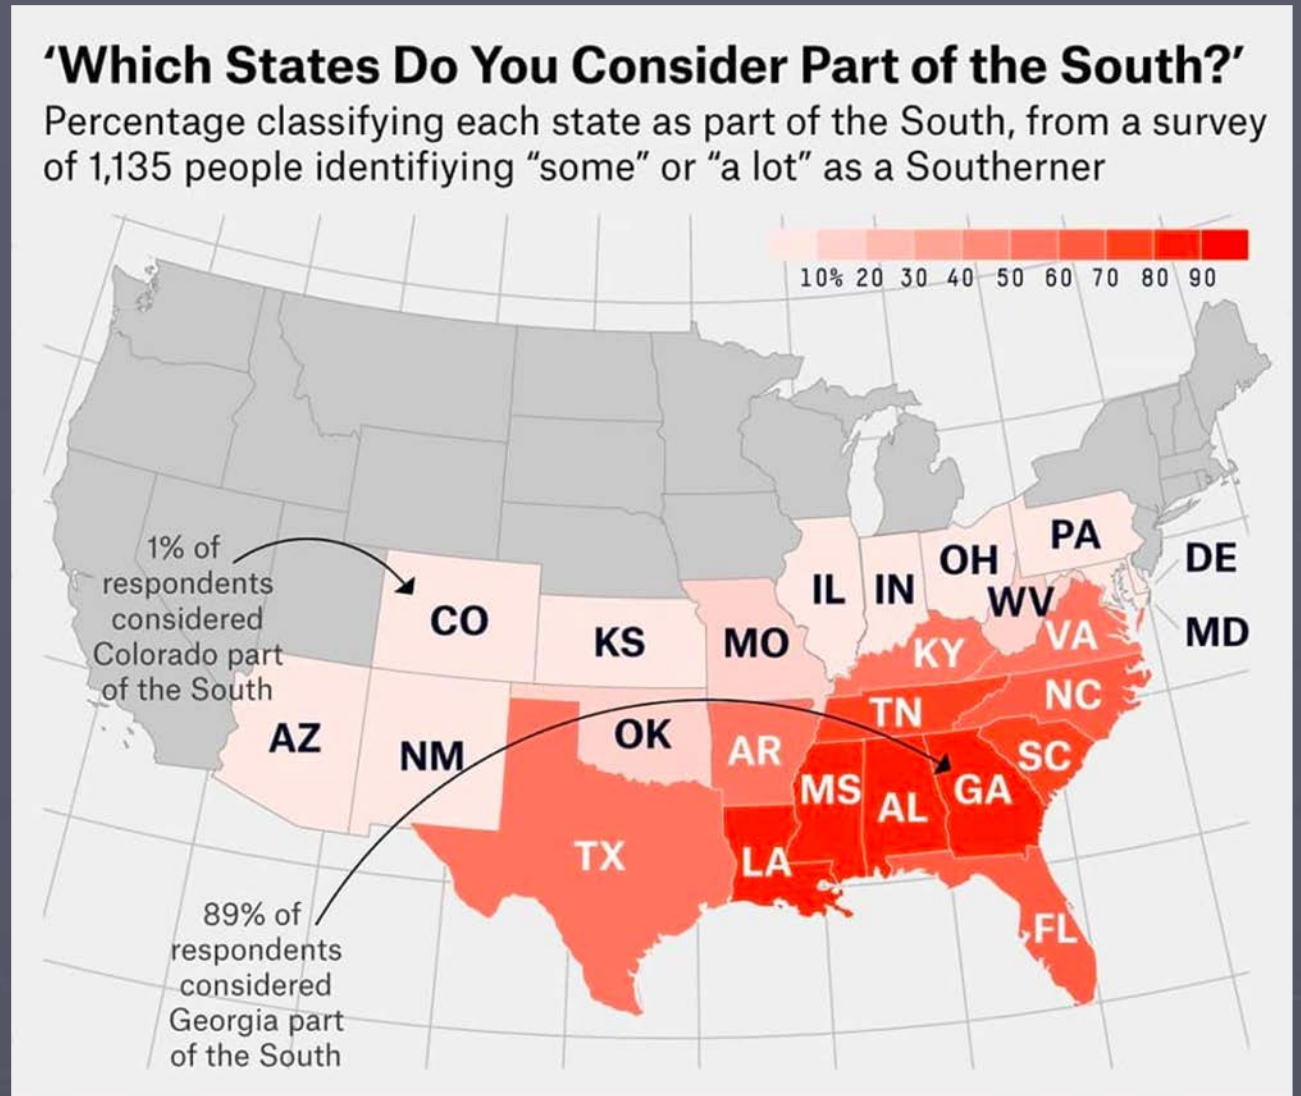 ‘Which States Do You Consider Part of the South?’
Percentage classifying each state as part of the South, from a survey
of 1,135 people identifiying “some” or “a lot” as a Southerner
10% 20 30 40 50 60 70 80 90
1% of
respondents
considered
Colorado part
of the South
CO
KS
MO
IL
IN
OH
PA
WV
DE
MD
VA
KY
NC
TN
SC
AZ
NM
OK
AR
MS
AL
GA
TX
LA
FL
89% of
respondents
considered
Georgia part
of the South